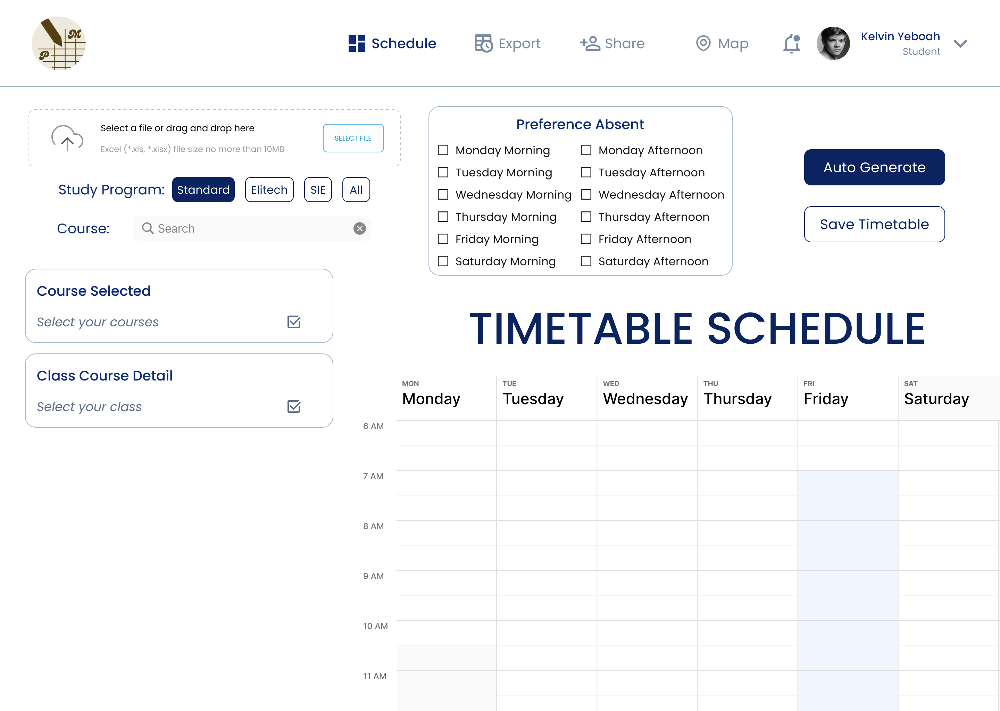 M
P
Schedule
Export
Share
Map
Kelvin Yeboah
Student
Select a file or drag and drop here
Excel (*.xls, *.xlsx) file size no more than 10MB
SELECT FILE
Study Program:
Standard
Elitech
SIE
All
Course:
Search
Preference Absent
Monday Morning
Monday Afternoon
Tuesday Morning
Tuesday Afternoon
Wednesday Morning
Wednesday Afternoon
Thursday Morning
Thursday Afternoon
Friday Morning
Friday Afternoon
Saturday Morning
Saturday Afternoon
Auto Generate
Save Timetable
Course Selected
Select your courses
Class Course Detail
Select your class
TIMETABLE SCHEDULE
MON
Monday
TUE
Tuesday
WED
Wednesday
THU
Thursday
FRI
Friday
SAT
Saturday
6 AM
7 AM
8 AM
9 AM
10 AM
11 AM